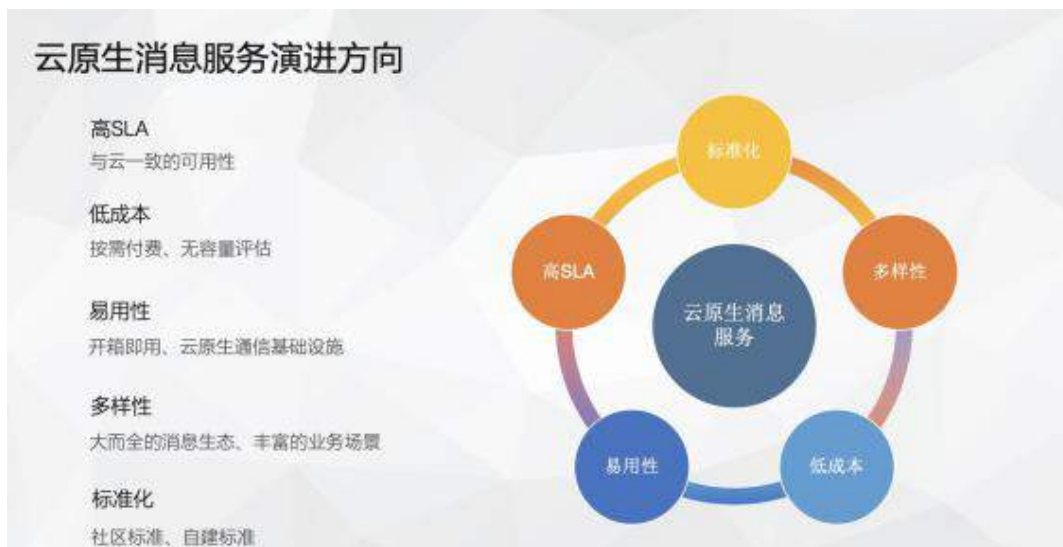 云原生消息服务演进方向
高SLA
与云一致的可用性
低成本
按需付费、无容量评估
易用性
开箱即用、云原生通信基础设施
多样性
大而全的消息生态、丰富的业务场景
标准化
社区标准、自建标准
标准化
高SLA
多样性
云原生消息
服务
易用性
低成本